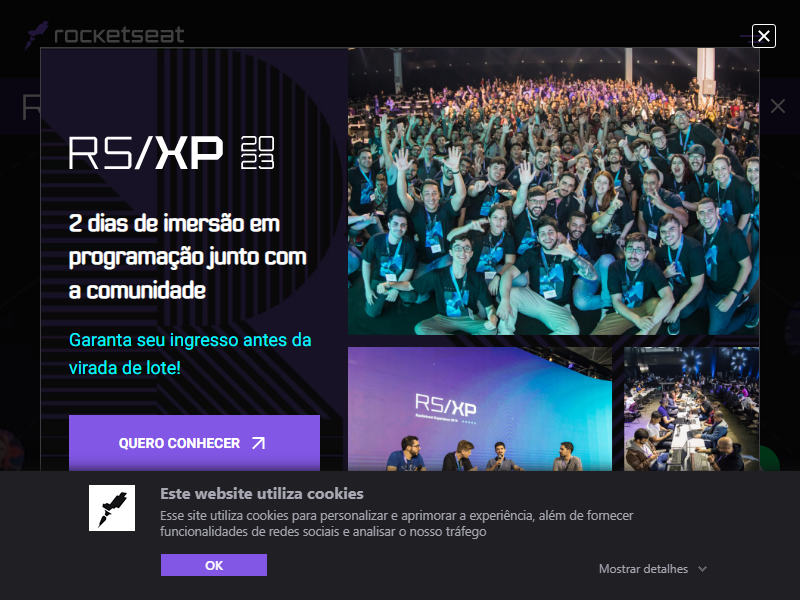 rocketseat
R
RS/XP 2023
2 dias de imersão em
programação junto com
a comunidade
Garanta seu ingresso antes da
virada de lote!
QUERO CONHECER
RS/XP
Este website utiliza cookies
Esse site utiliza cookies para personalizar e aprimorar a experiência, além de fornecer
funcionalidades de redes sociais e analisar o nosso tráfego
OK
Mostrar detalhes